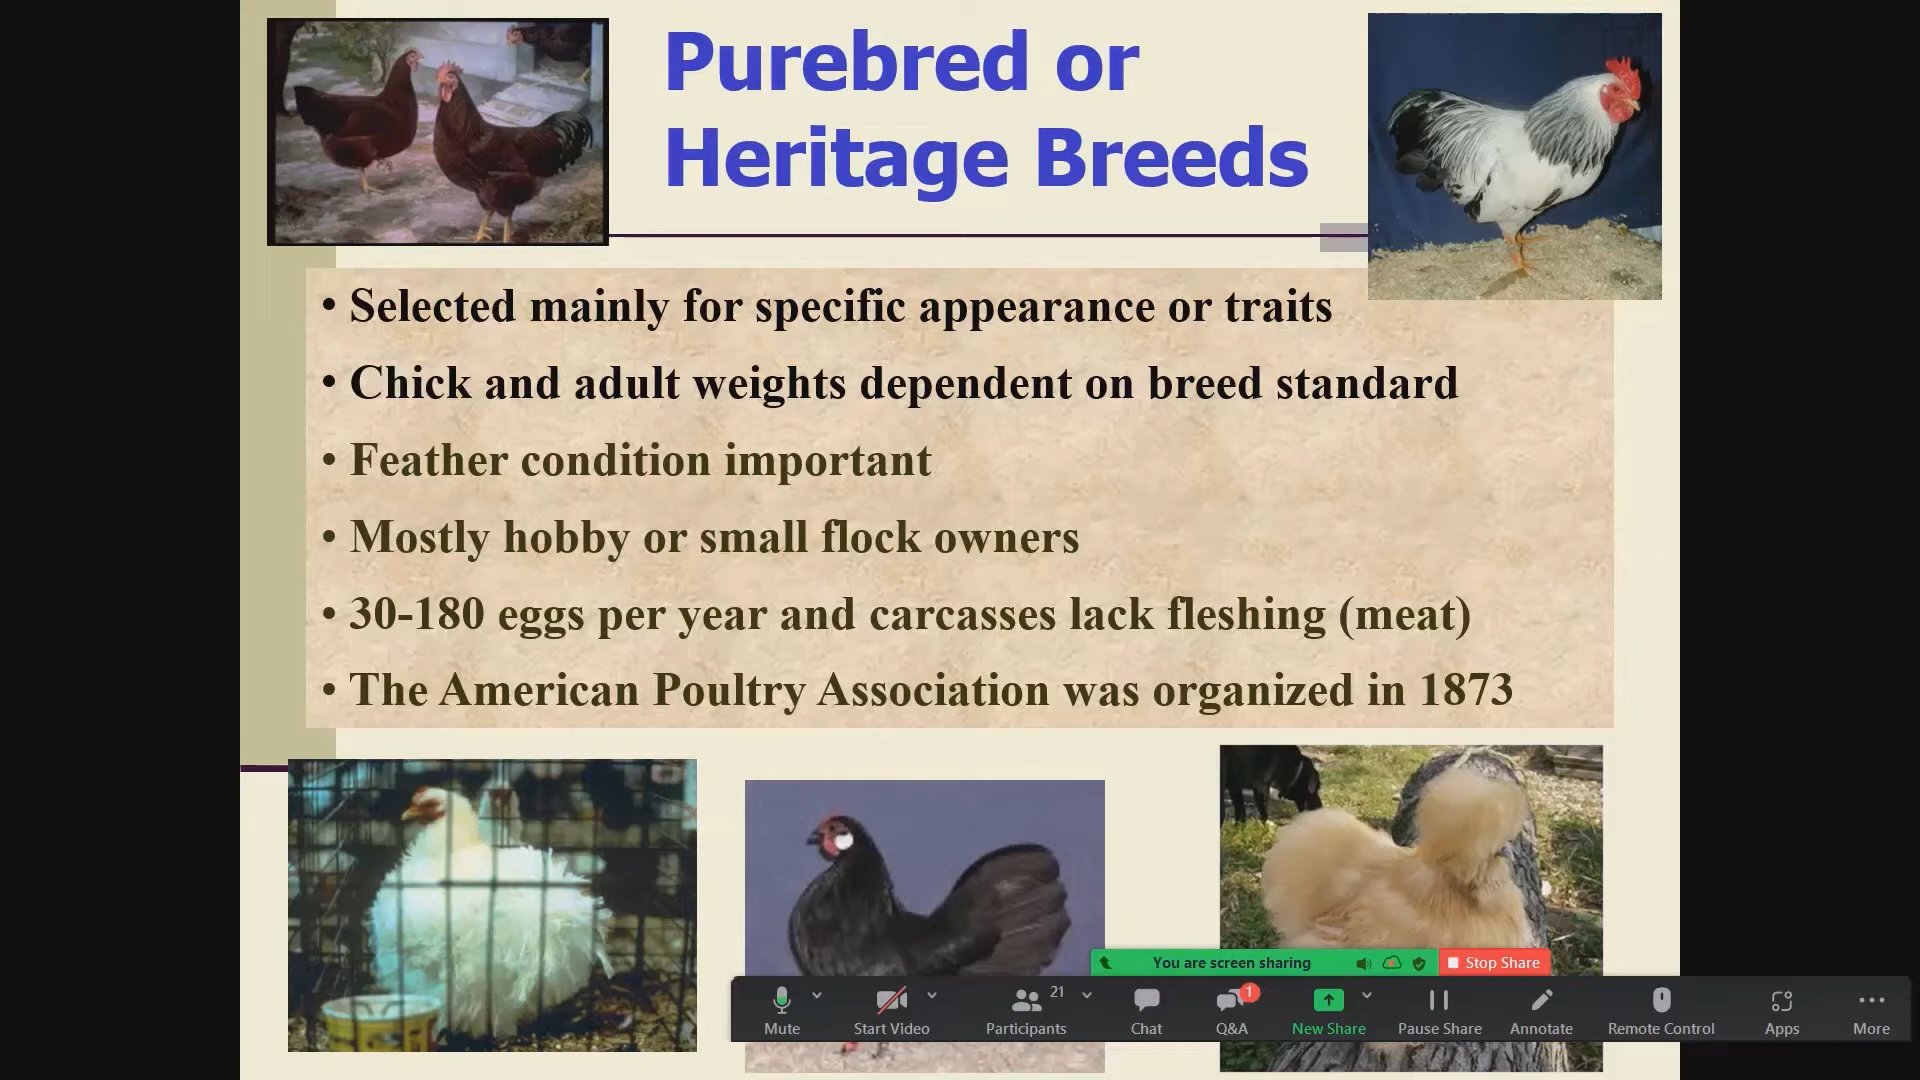 Purebred or
Heritage Breeds
• Selected mainly for specific appearance or traits
• Chick and adult weights dependent on breed standard
• Feather condition important
• Mostly hobby or small flock owners
• 30-180 eggs per year and carcasses lack fleshing (meat)
• The American Poultry Association was organized in 1873
You are screen sharing
Stop Share
21
1
Mute
Start Video
Participants
Chat
Q&A
New Share
Pause Share
Annotate
Remote Control
Apps
More